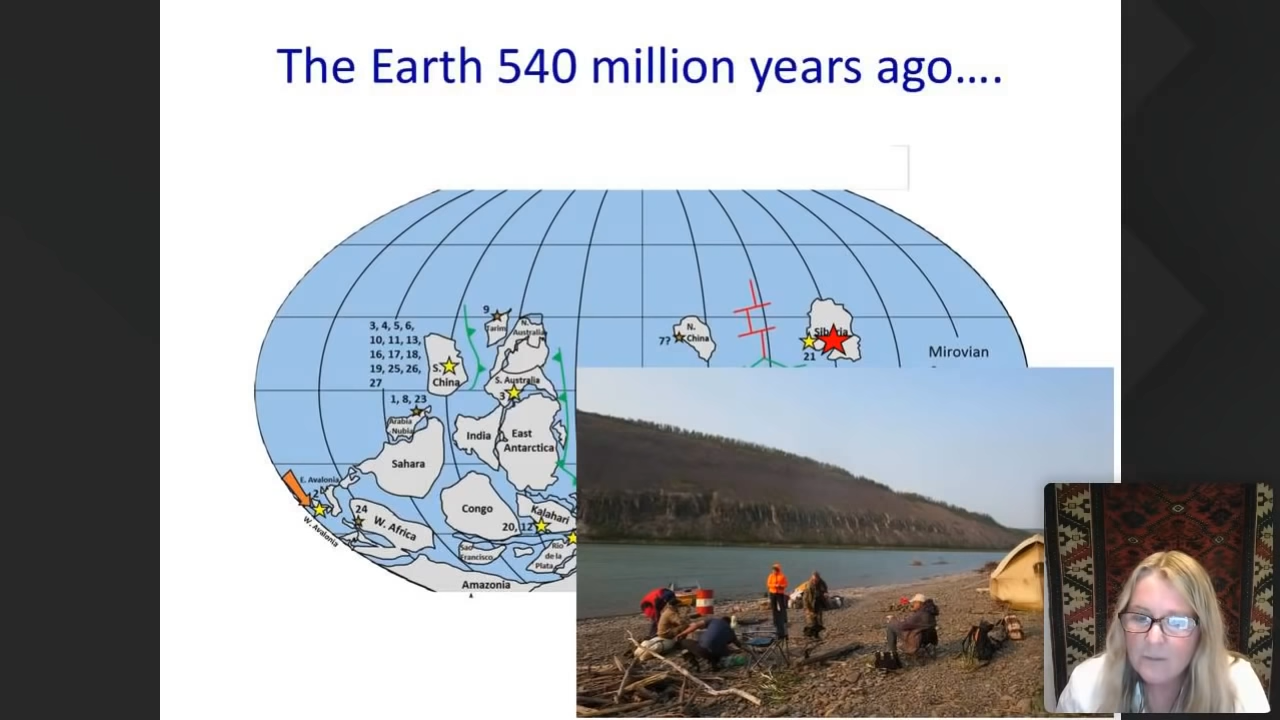 The Earth 540 million years ago....
9
Tarim
N.
Australia
3, 4, 5, 6,
10, 11, 13,
16, 17, 18,
19, 25, 26,
27
S.
China
7?
N.
China
Siberia
21
Mirovian
S. Australia
3
1, 8, 23
Arabia
Nubia
India
East
Antarctica
Sahara
E. Avalonia
W. Avalonia
24
W. Africa
Congo
Kalahari
20, 12
Sao
Francisco
Rio
de la
Plata
Amazonia